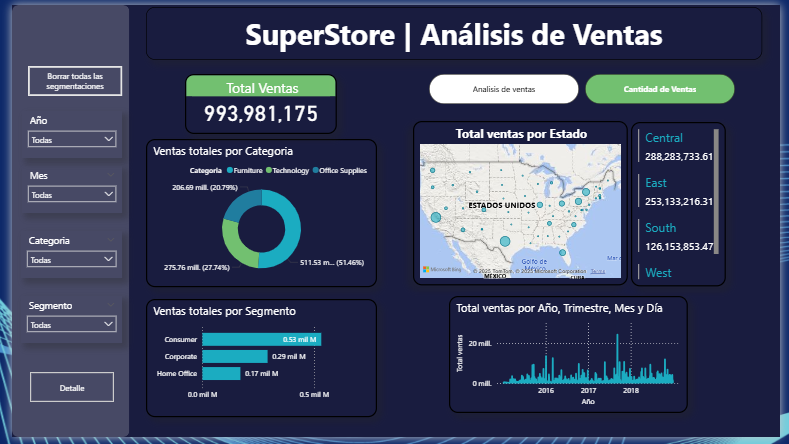 SuperStore | Análisis de Ventas
Borrar todas las
segmentaciones
Año
Todas
Mes
Todas
Categoria
Todas
Segmento
Todas
Detalle
Total Ventas
993,981,175
Analisis de ventas
Cantidad de Ventas
Ventas totales por Categoria
Categoria Furniture Technology Office Supplies
206.69 mill. (20.79%)
275.76 mill. (27.74%)
511.53 m... (51.46%)
Total ventas por Estado
ESTADOS UNIDOS
Golfo de
México
MÉXICO
CUBA
Microsoft Bing
© 2025 TomTom, © 2025 Microsoft Corporation Terms
Central
288,283,733.61
East
253,133,216.31
South
126,153,853.47
West
Ventas totales por Segmento
Consumer 0.53 mil M
Corporate 0.29 mil M
Home Office 0.17 mil M
0.0 mil M 0.5 mil M
Total ventas por Año, Trimestre, Mes y Día
Total ventas
20 mill.
0 mill.
2016 2017 2018
Año